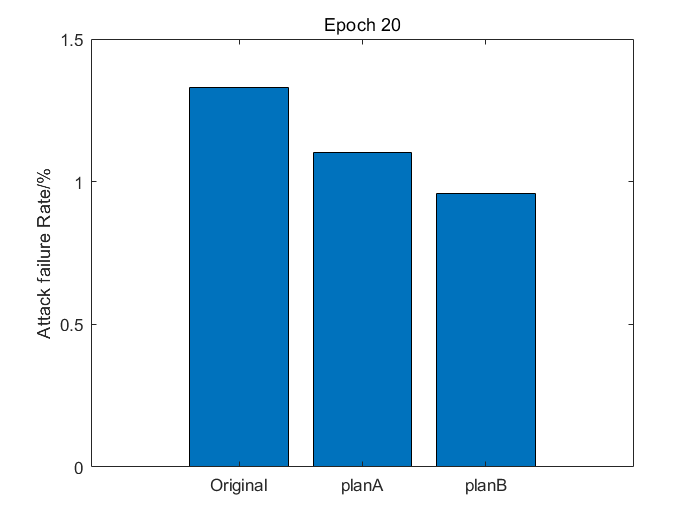 Epoch 20
1.5
1
0.5
0
Attack failure Rate/%
Original
planA
planB